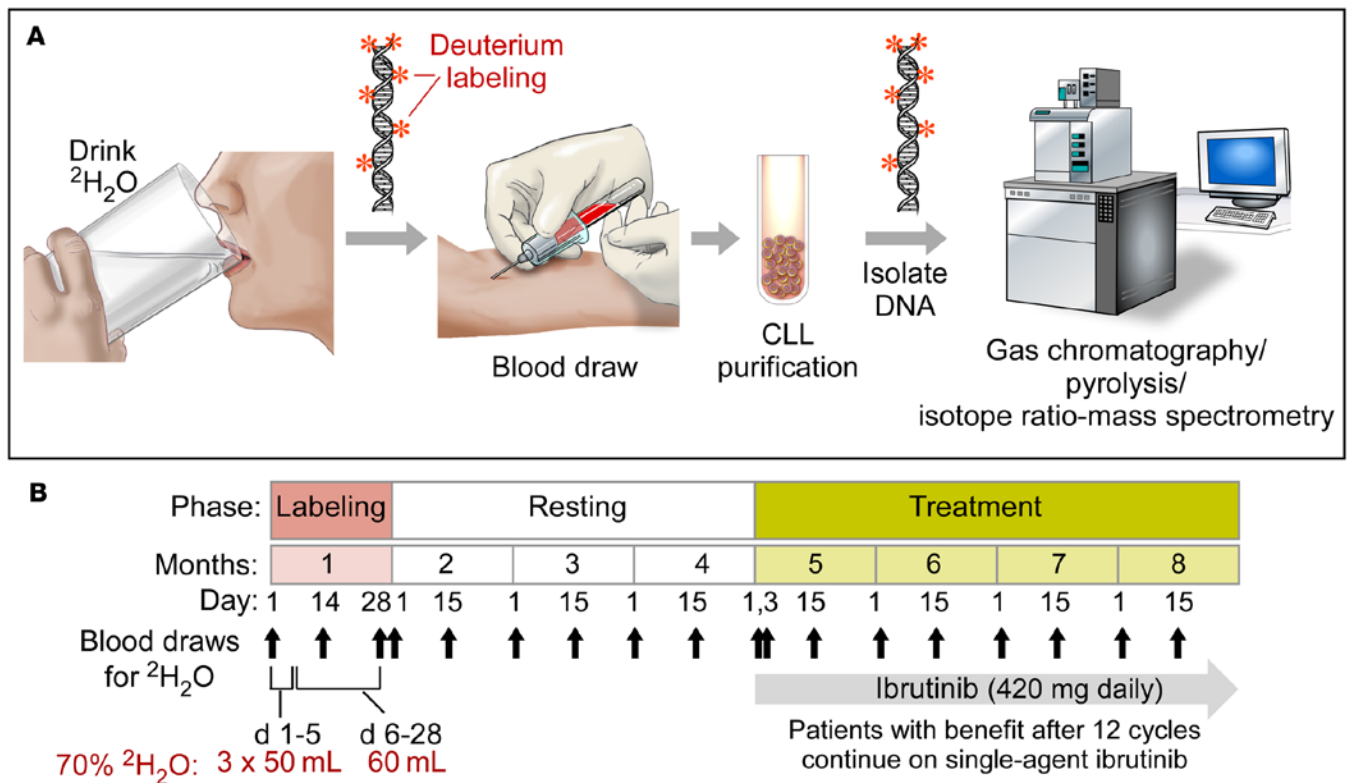 A
Deuterium
labeling
Drink
²H₂O
Blood draw
CLL
purification
Isolate
DNA
Gas chromatography/
pyrolysis/
isotope ratio-mass spectrometry
B
Phase: Labeling Resting Treatment
Months: 1 2 3 4 5 6 7 8
Day: 1 14 28 1 15 1 15 1 15 1,3 15 1 15 1 15 1 15
Blood draws
for ²H₂O
Ibrutinib (420 mg daily)
d 1-5 d 6-28
70% ²H₂O: 3 x 50 mL 60 mL
Patients with benefit after 12 cycles
continue on single-agent ibrutinib